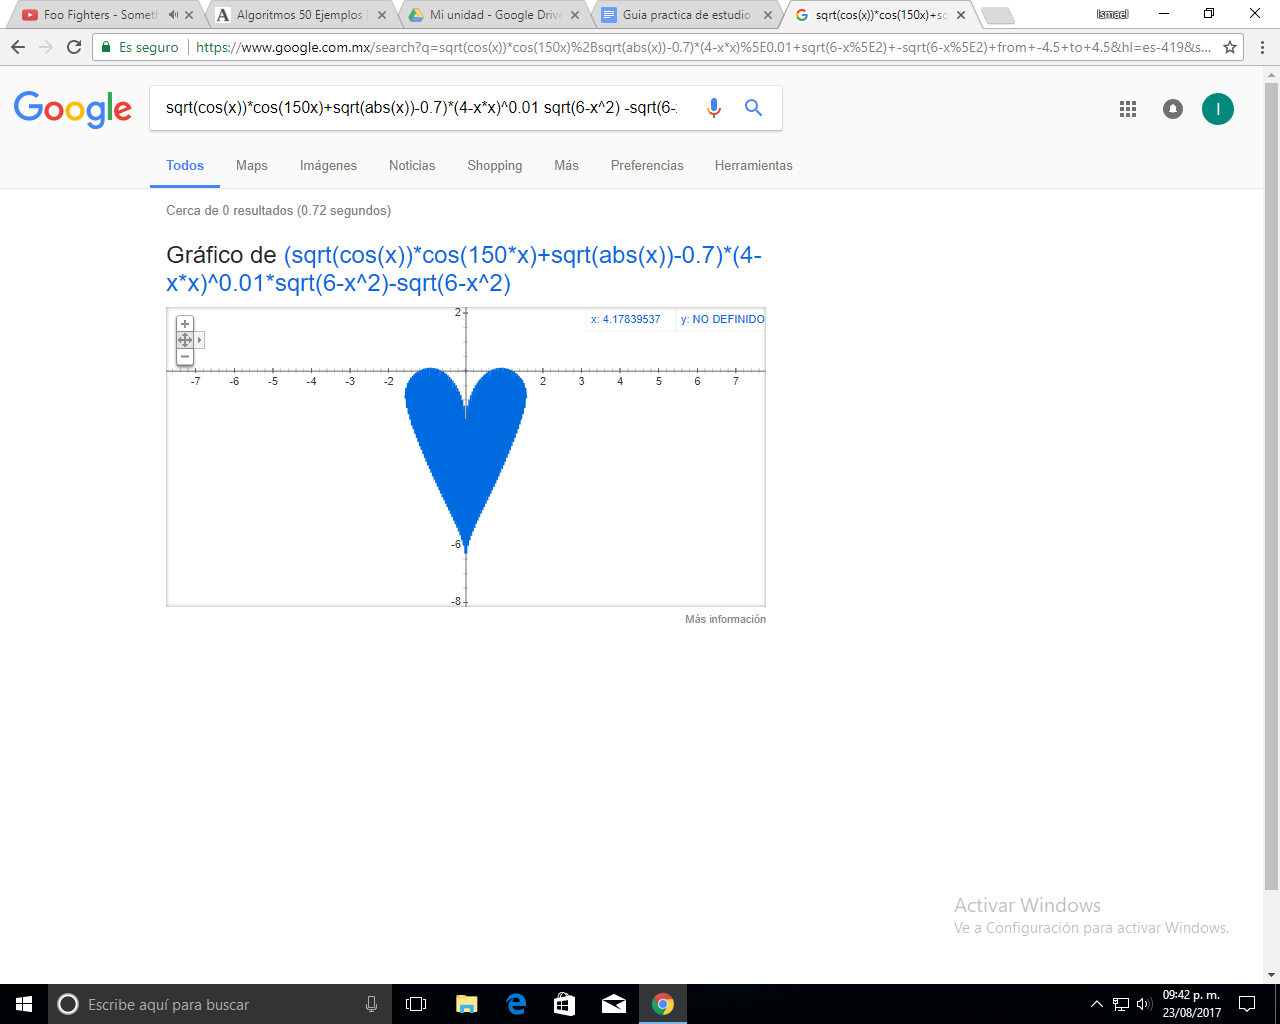 Foo Fighters - Someth
Algoritmos 50 Ejemplos
Mi unidad - Google Drive
Guia practica de estudio
sqrt(cos(x))*cos(150x)+sq
Ismael
Es seguro
https://www.google.com.mx/search?q=sqrt(cos(x))*cos(150x)%2Bsqrt(abs(x))-0.7)*(4-x*x)%5E0.01+sqrt(6-x%5E2)+-sqrt(6-x%5E2)+from+-4.5+to+4.5&hl=es-419&s...
Google
sqrt(cos(x))*cos(150x)+sqrt(abs(x))-0.7)*(4-x*x)^0.01 sqrt(6-x^2) -sqrt(6-
I
Todos Maps Imágenes Noticias Shopping Más Preferencias Herramientas
Cerca de 0 resultados (0.72 segundos)
Gráfico de (sqrt(cos(x))*cos(150*x)+sqrt(abs(x))-0.7)*(4-
x*x)^0.01*sqrt(6-x^2)-sqrt(6-x^2)
2
x: 4.17839537 y: NO DEFINIDO
-7 -6 -5 -4 -3 -2 2 3 4 5 6 7
-6
-8
Más información
Activar Windows
Ve a Configuración para activar Windows.
Escribe aquí para buscar
09:42 p. m.
23/08/2017